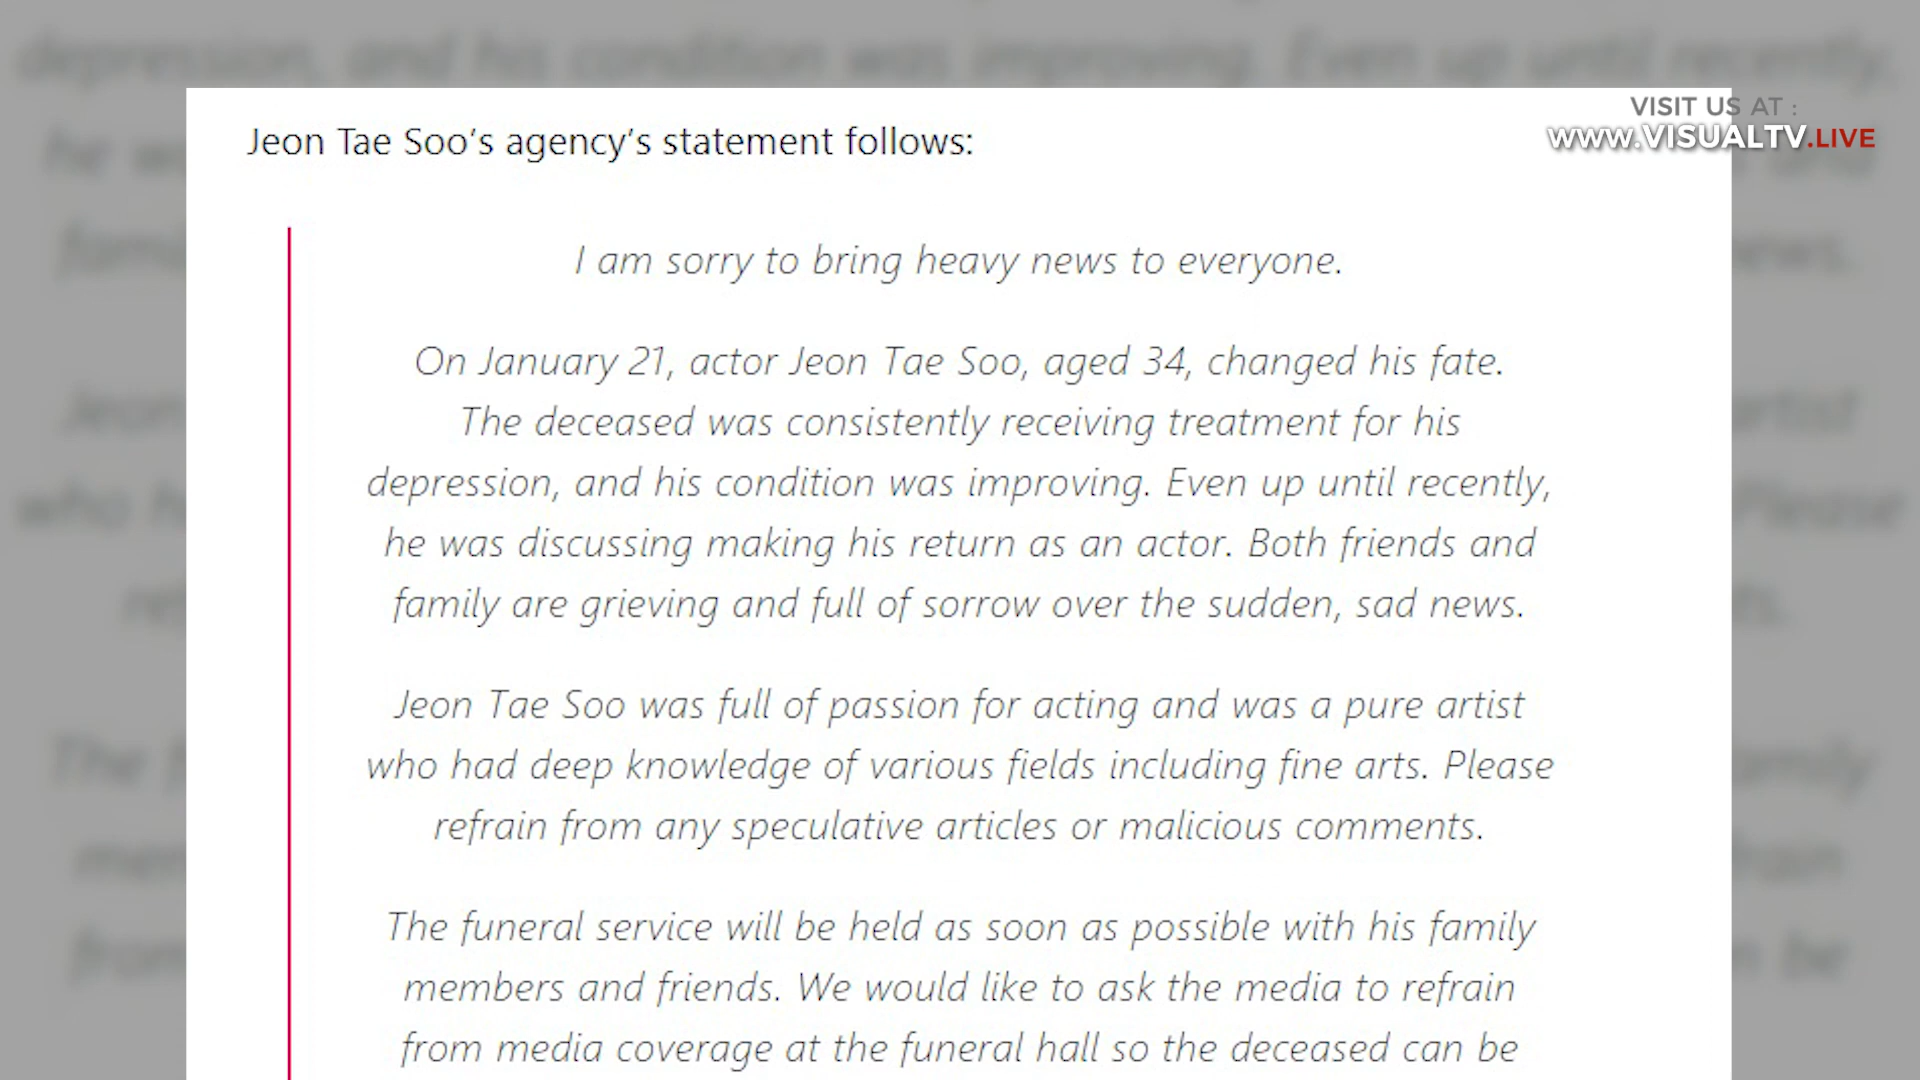 VISIT US AT :
www.VISUALTV.LIVE
Jeon Tae Soo's agency's statement follows:
I am sorry to bring heavy news to everyone.
On January 21, actor Jeon Tae Soo, aged 34, changed his fate.
The deceased was consistently receiving treatment for his
depression, and his condition was improving. Even up until recently,
he was discussing making his return as an actor. Both friends and
family are grieving and full of sorrow over the sudden, sad news.
Jeon Tae Soo was full of passion for acting and was a pure artist
who had deep knowledge of various fields including fine arts. Please
refrain from any speculative articles or malicious comments.
The funeral service will be held as soon as possible with his family
members and friends. We would like to ask the media to refrain
from media coverage at the funeral hall so the deceased can be